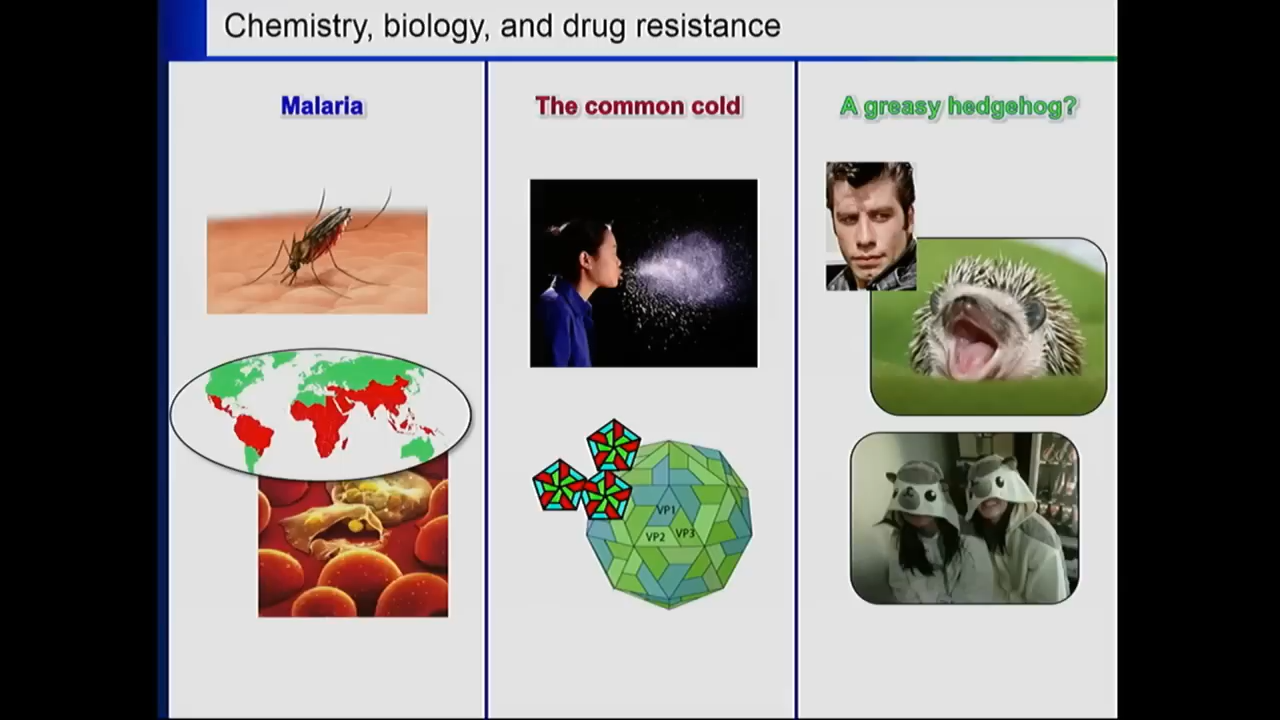 Chemistry, biology, and drug resistance
Malaria
The common cold
A greasy hedgehog?
VP1
VP2
VP3